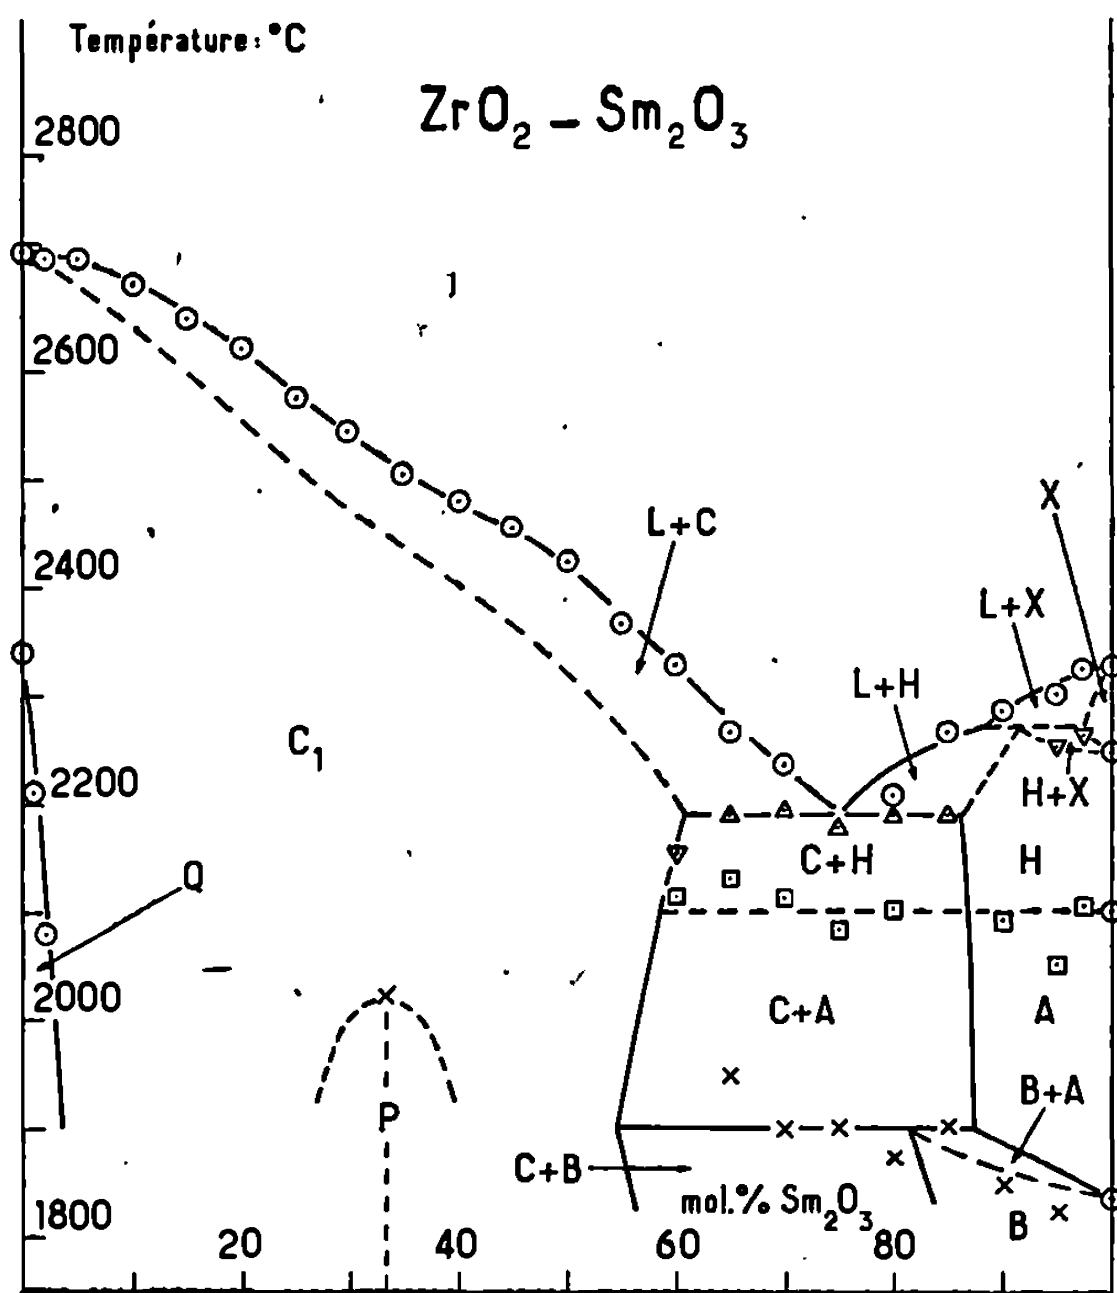 Température: °C
ZrO₂ – Sm₂O₃
2800
2600
2400
2200
2000
1800
L+C
X
L+X
L+H
C₁
H+X
C+H
H
Q
C+A
A
P
B+A
C+B
mol.% Sm₂O₃
B
20
40
60
80